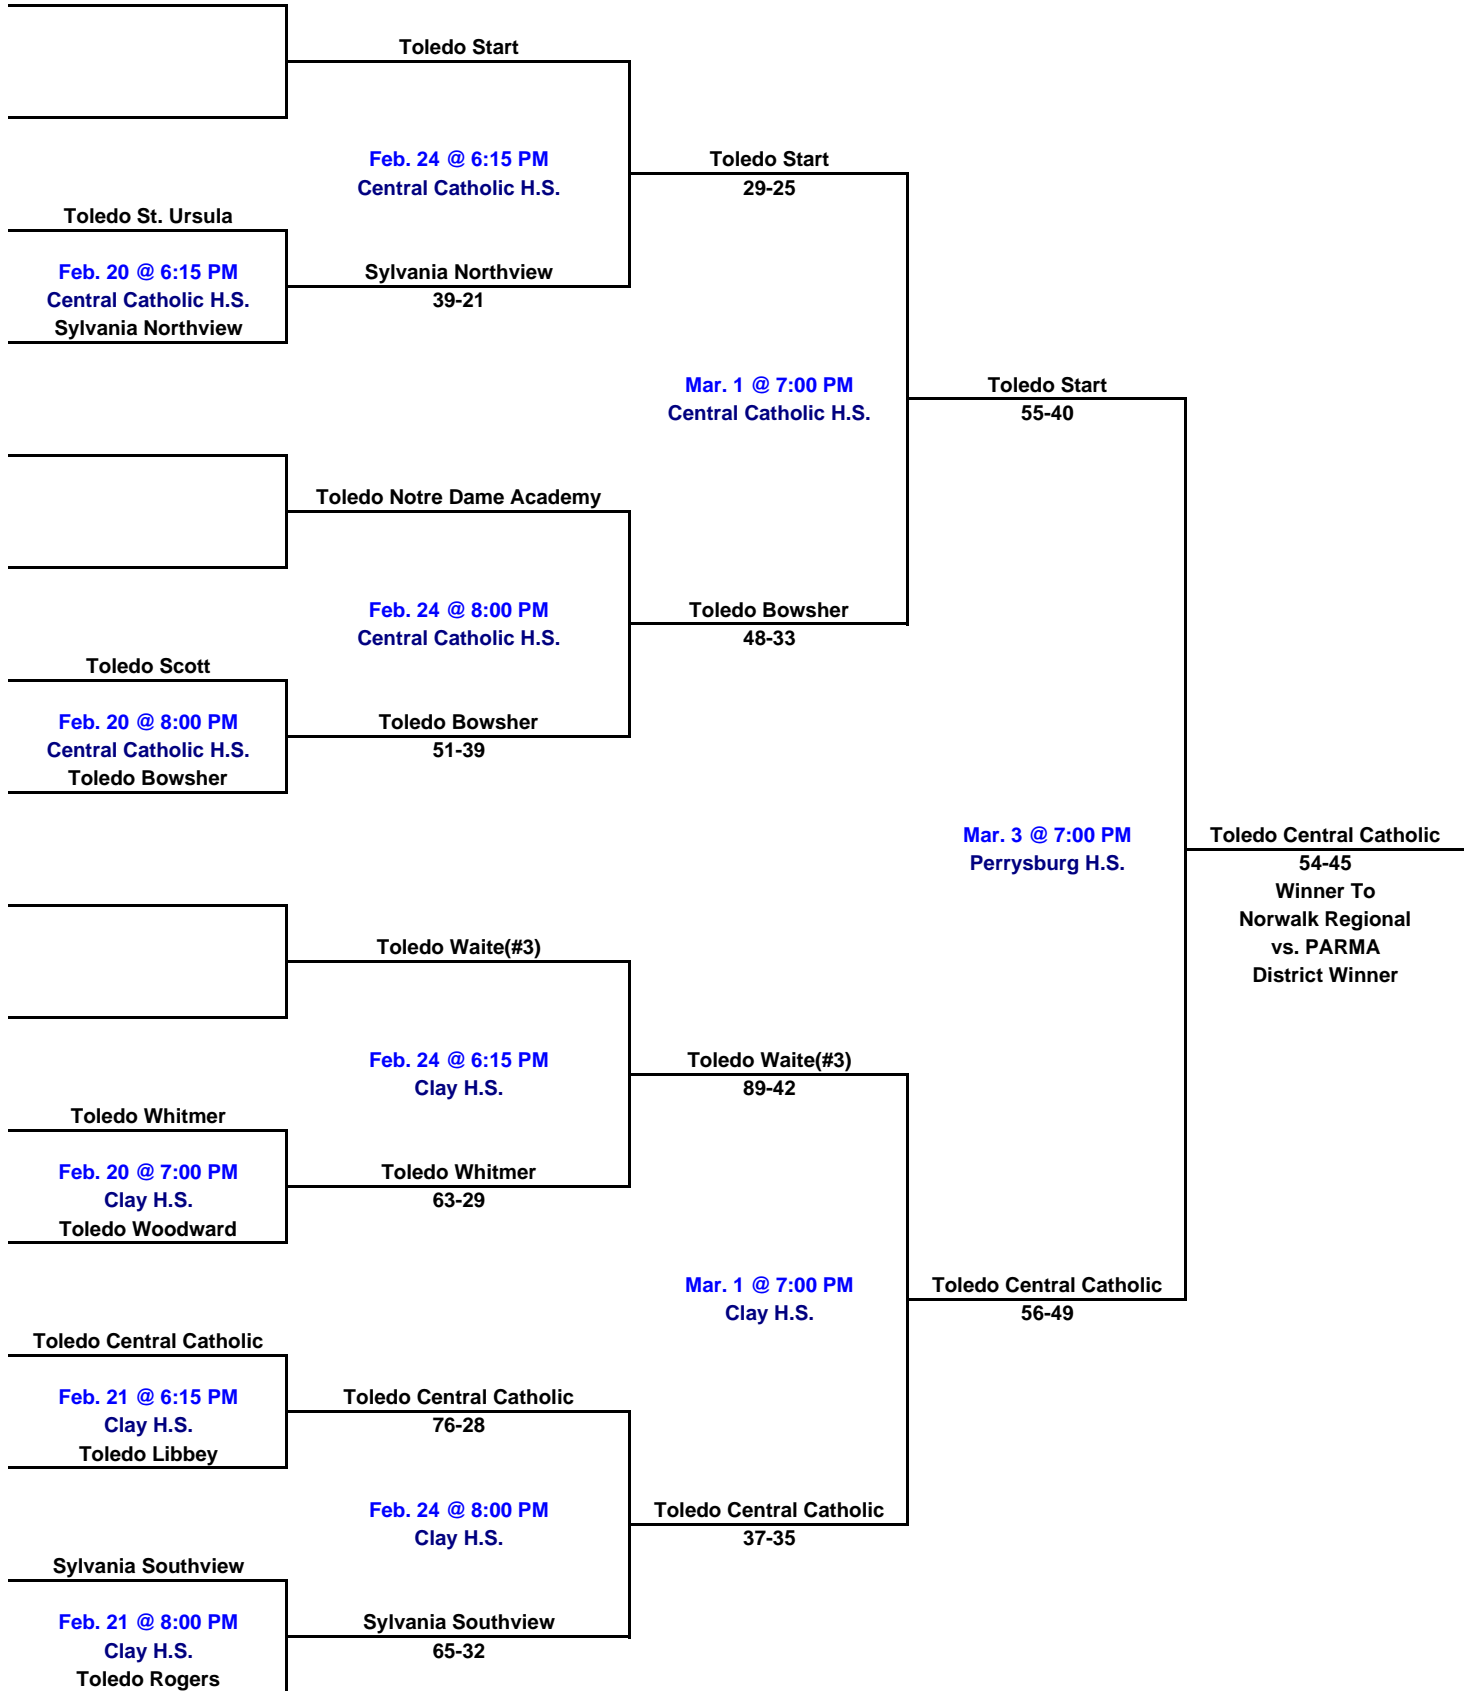 Toledo Start
Feb. 24 @ 6:15 PM
Central Catholic H.S.
Toledo Start
29-25
Toledo St. Ursula
Feb. 20 @ 6:15 PM
Central Catholic H.S.
Sylvania Northview
Sylvania Northview
39-21
Mar. 1 @ 7:00 PM
Central Catholic H.S.
Toledo Start
55-40
Toledo Notre Dame Academy
Feb. 24 @ 8:00 PM
Central Catholic H.S.
Toledo Bowsher
48-33
Toledo Scott
Feb. 20 @ 8:00 PM
Central Catholic H.S.
Toledo Bowsher
Toledo Bowsher
51-39
Mar. 3 @ 7:00 PM
Perrysburg H.S.
Toledo Central Catholic
54-45
Winner To
Norwalk Regional
vs. PARMA
District Winner
Toledo Waite(#3)
Feb. 24 @ 6:15 PM
Clay H.S.
Toledo Waite(#3)
89-42
Toledo Whitmer
Feb. 20 @ 7:00 PM
Clay H.S.
Toledo Woodward
Toledo Whitmer
63-29
Mar. 1 @ 7:00 PM
Clay H.S.
Toledo Central Catholic
56-49
Toledo Central Catholic
Feb. 21 @ 6:15 PM
Clay H.S.
Toledo Libbey
Toledo Central Catholic
76-28
Feb. 24 @ 8:00 PM
Clay H.S.
Toledo Central Catholic
37-35
Sylvania Southview
Feb. 21 @ 8:00 PM
Clay H.S.
Toledo Rogers
Sylvania Southview
65-32